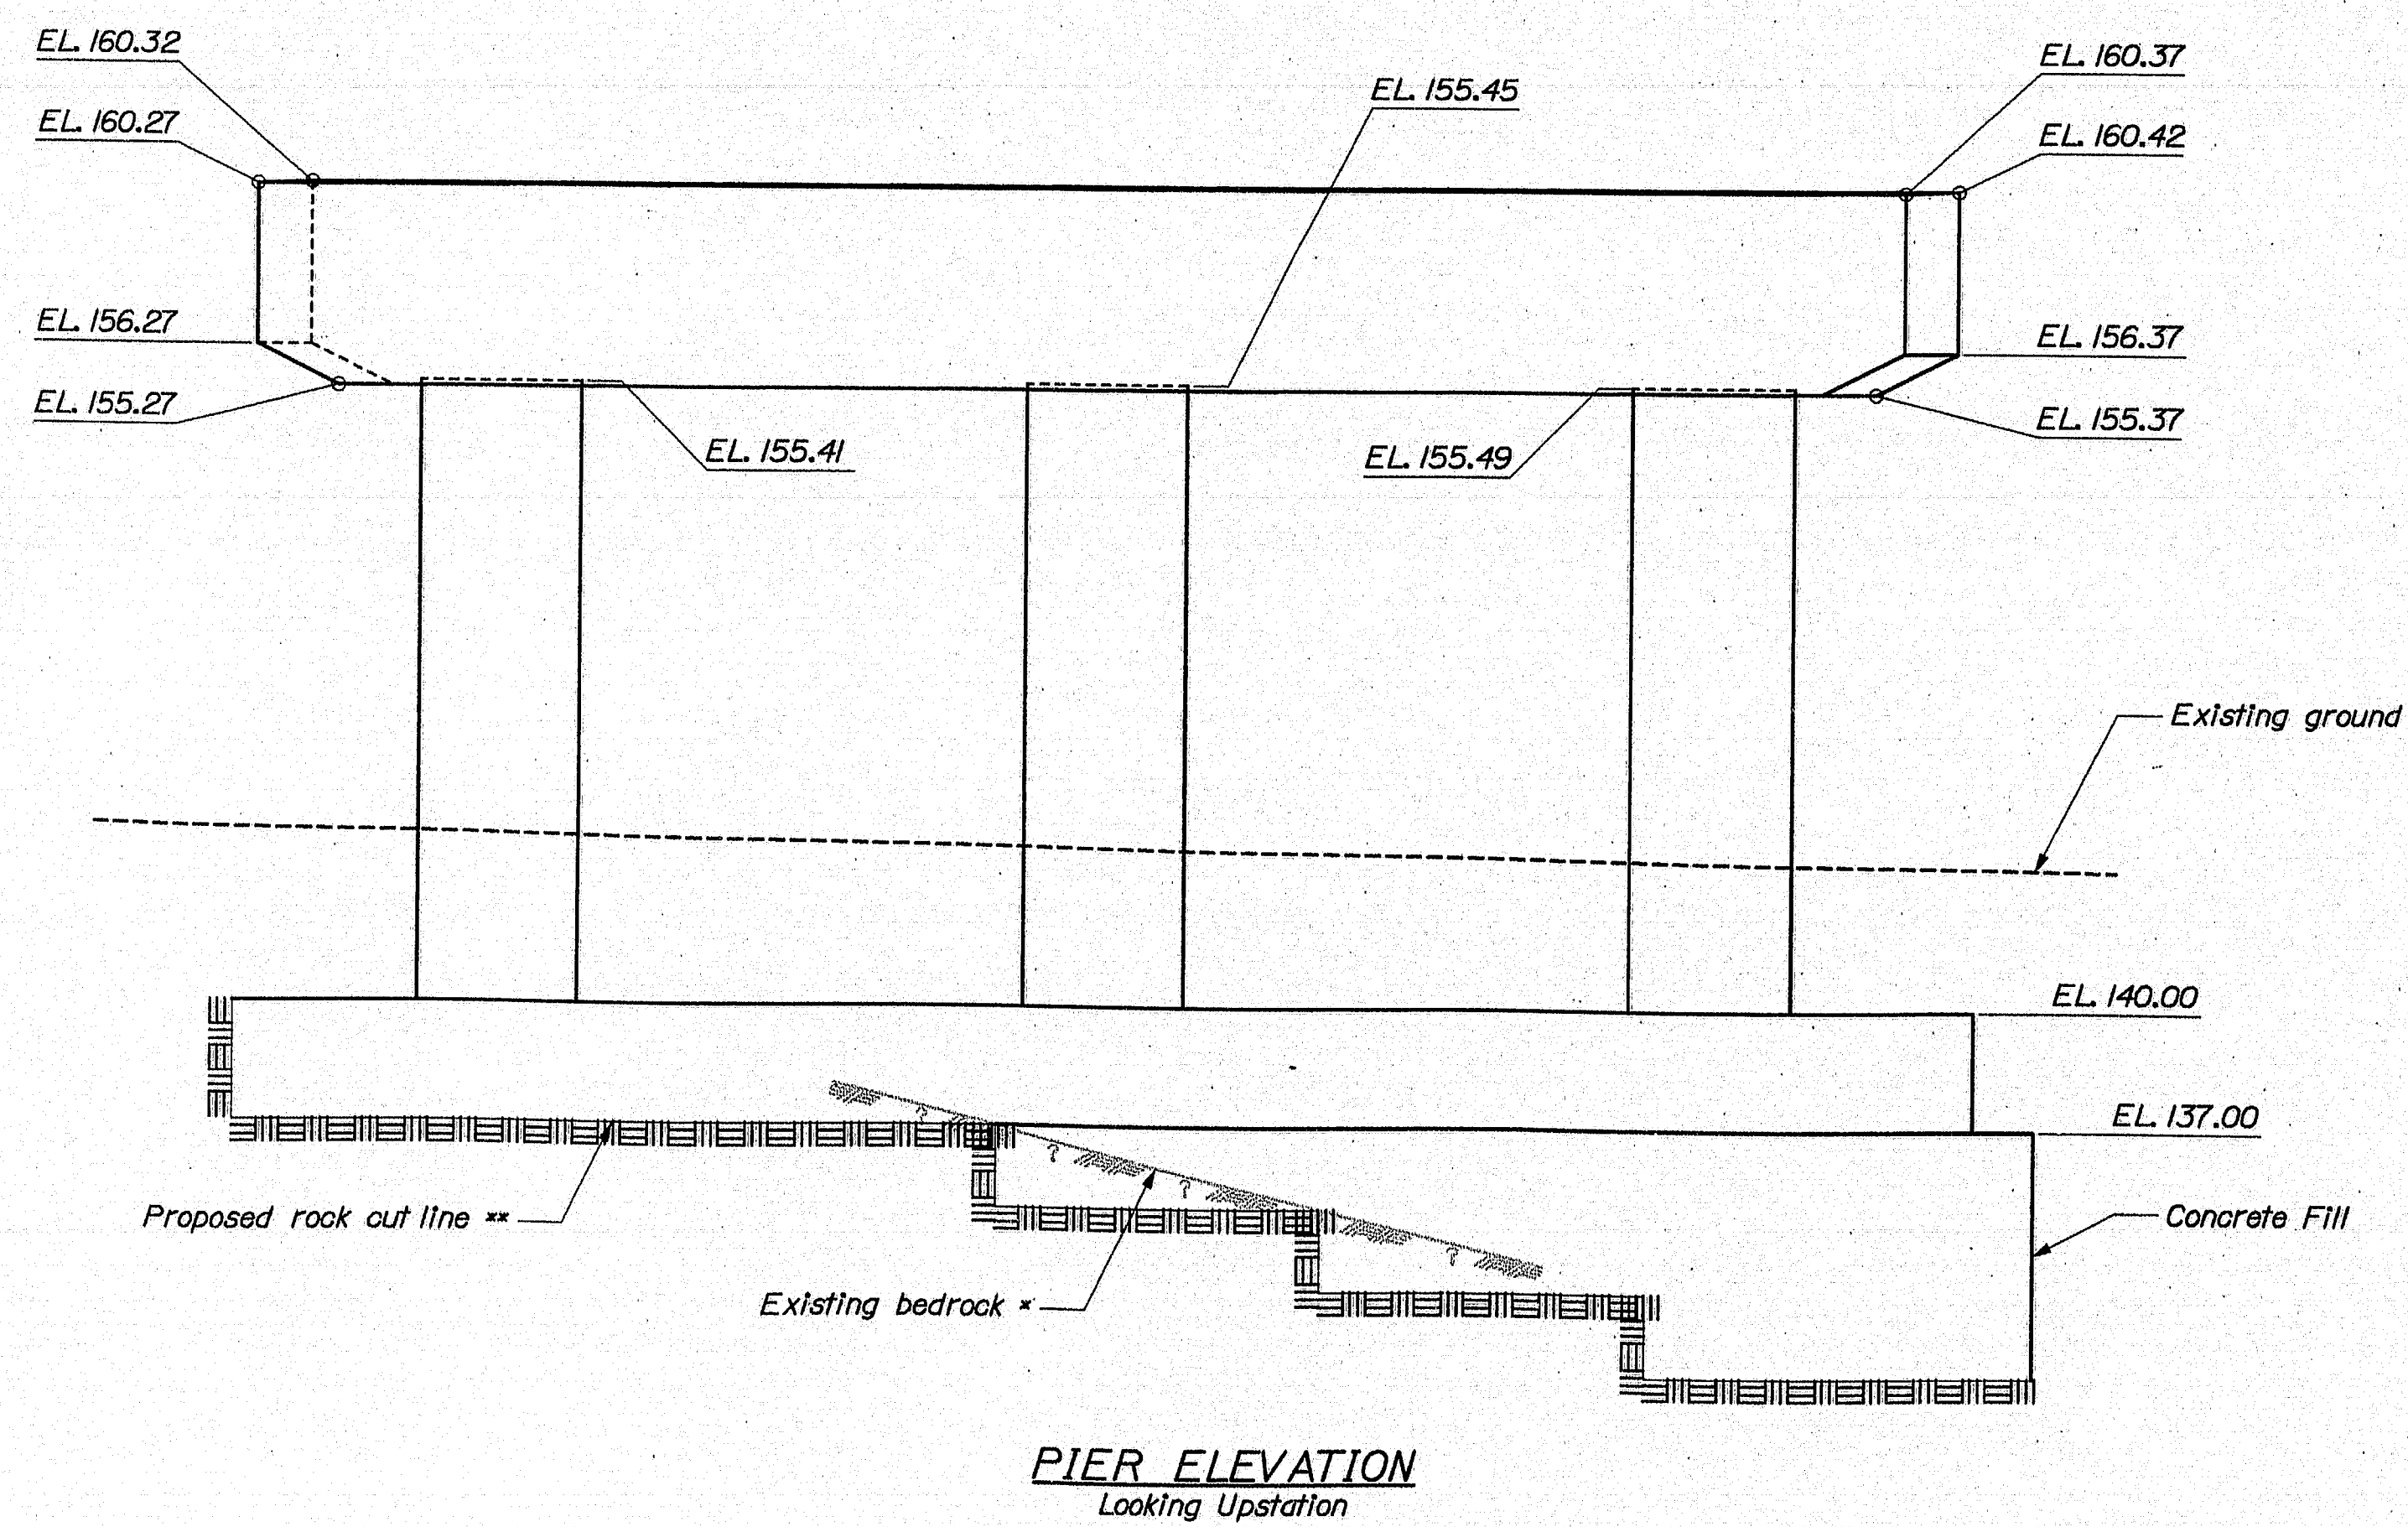 EL. 160.32
EL. 160.37
EL. 155.45
EL. 160.27
EL. 160.42
EL. 156.27
EL. 156.37
EL. 155.27
EL. 155.37
EL. 155.41
EL. 155.49
Existing ground
EL. 140.00
?
EL. 137.00
?
?
Proposed rock cut line **
Concrete Fill
?
Existing bedrock *
PIER ELEVATION
Looking Upstation